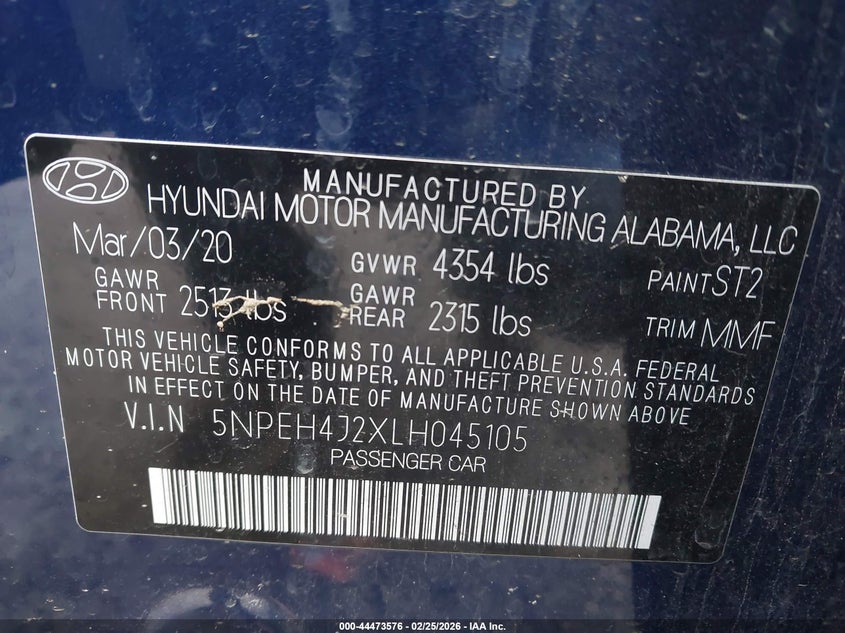 MANUFACTURED BY
HYUNDAI MOTOR MANUFACTURING ALABAMA, LLC
Mar/03/20 GVWR 4354 lbs PAINT ST2
GAWR FRONT 2513 lbs GAWR REAR 2315 lbs TRIM MMF
THIS VEHICLE CONFORMS TO ALL APPLICABLE U.S.A. FEDERAL
MOTOR VEHICLE SAFETY, BUMPER, AND THEFT PREVENTION STANDARDS
IN EFFECT ON THE DATE OF MANUFACTURE SHOWN ABOVE
V.I.N 5NPEH4J2XLH045105
PASSENGER CAR
000-44473576 - 02/25/2026 - IAA Inc.